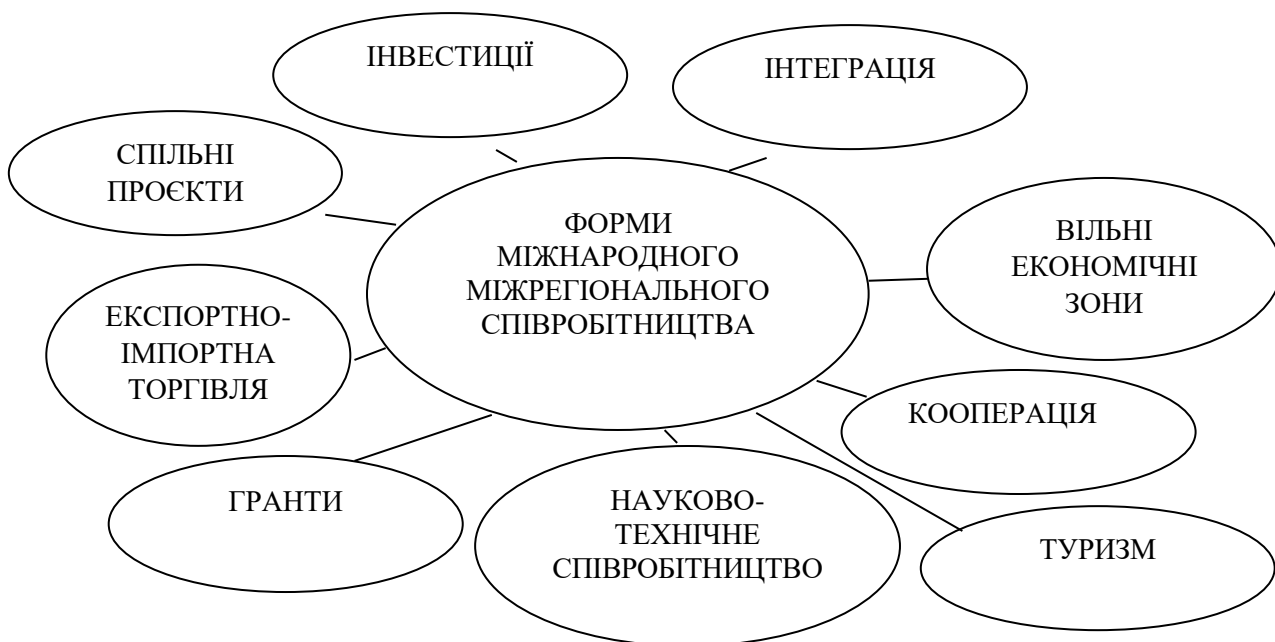 ІНВЕСТИЦІЇ
ІНТЕГРАЦІЯ
СПІЛЬНІ
ПРОЄКТИ
ФОРМИ
МІЖНАРОДНОГО
МІЖРЕГІОНАЛЬНОГО
СПІВРОБІТНИЦТВА
ВІЛЬНІ
ЕКОНОМІЧНІ
ЗОНИ
ЕКСПОРТНО-
ІМПОРТНА
ТОРГІВЛЯ
КООПЕРАЦІЯ
ГРАНТИ
НАУКОВО-
ТЕХНІЧНЕ
СПІВРОБІТНИЦТВО
ТУРИЗМ